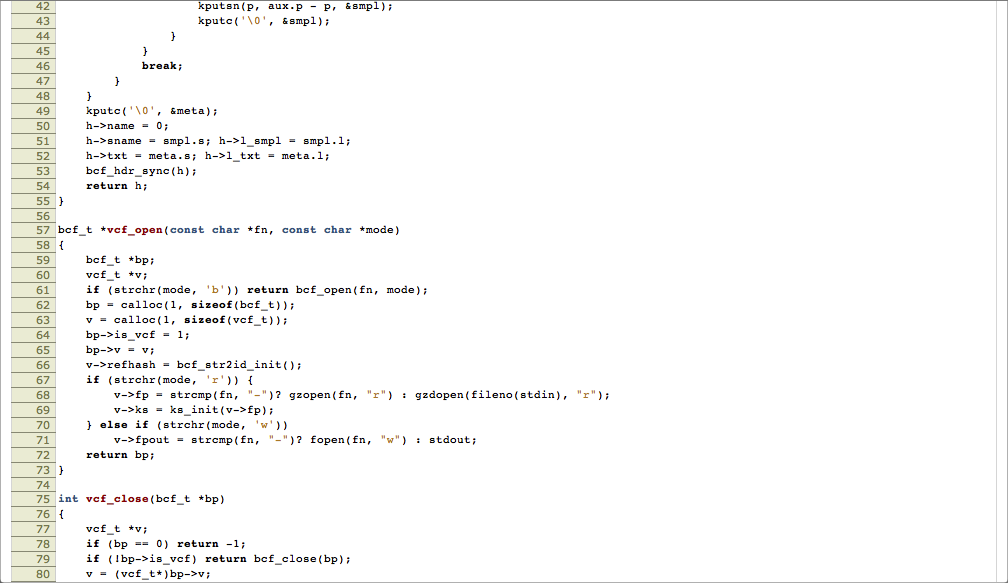 42                     kputsn(p, aux.p - p, &smpl);
43                     kputc('\0', &smpl);
44                 }
45             }
46             break;
47         }
48     }
49     kputc('\0', &meta);
50     h->name = 0;
51     h->sname = smpl.s; h->l_smpl = smpl.l;
52     h->txt = meta.s; h->l_txt = meta.l;
53     bcf_hdr_sync(h);
54     return h;
55 }
56
57 bcf_t *vcf_open(const char *fn, const char *mode)
58 {
59     bcf_t *bp;
60     vcf_t *v;
61     if (strchr(mode, 'b')) return bcf_open(fn, mode);
62     bp = calloc(1, sizeof(bcf_t));
63     v = calloc(1, sizeof(vcf_t));
64     bp->is_vcf = 1;
65     bp->v = v;
66     v->refhash = bcf_str2id_init();
67     if (strchr(mode, 'r')) {
68         v->fp = strcmp(fn, "-")? gzopen(fn, "r") : gzdopen(fileno(stdin), "r");
69         v->ks = ks_init(v->fp);
70     } else if (strchr(mode, 'w'))
71         v->fpout = strcmp(fn, "-")? fopen(fn, "w") : stdout;
72     return bp;
73 }
74
75 int vcf_close(bcf_t *bp)
76 {
77     vcf_t *v;
78     if (bp == 0) return -1;
79     if (!bp->is_vcf) return bcf_close(bp);
80     v = (vcf_t*)bp->v;